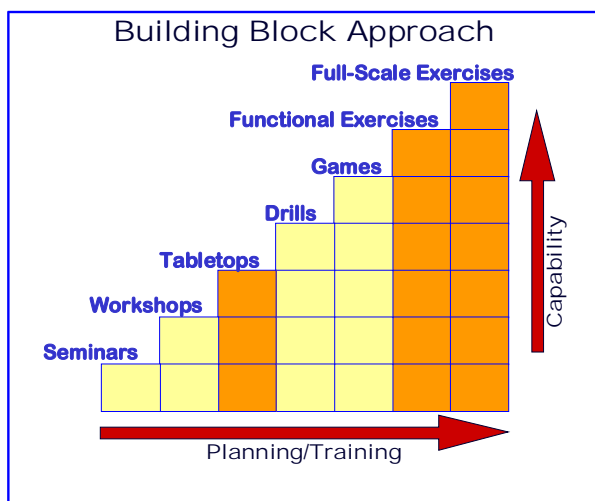 Building Block Approach
Full-Scale Exercises
Functional Exercises
Games
Drills
Tabletops
Workshops
Seminars
Capability
Planning/Training